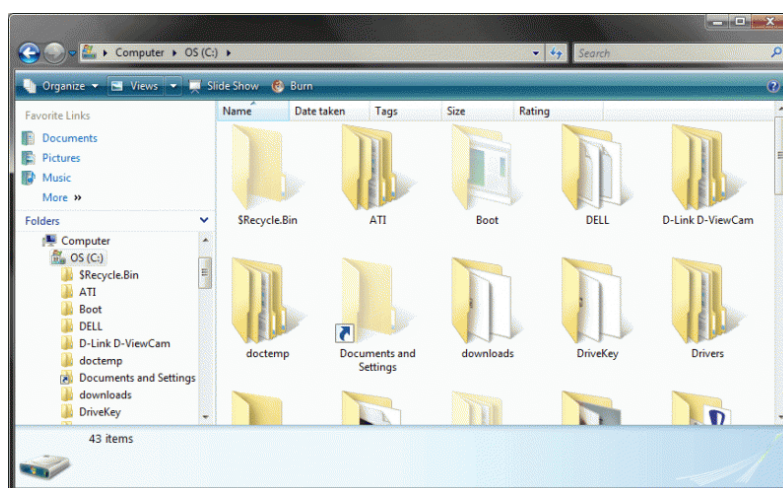 Computer ▸ OS (C:) ▸
Search
Organize Views Slide Show Burn
Favorite Links
Documents
Pictures
Music
More »
Folders
Computer
OS (C:)
$Recycle.Bin
ATI
Boot
DELL
D-Link D-ViewCam
doctemp
Documents and Settings
downloads
DriveKey
Name Date taken Tags Size Rating
$Recycle.Bin ATI Boot DELL D-Link D-ViewCam
doctemp Documents and Settings downloads DriveKey Drivers
43 items